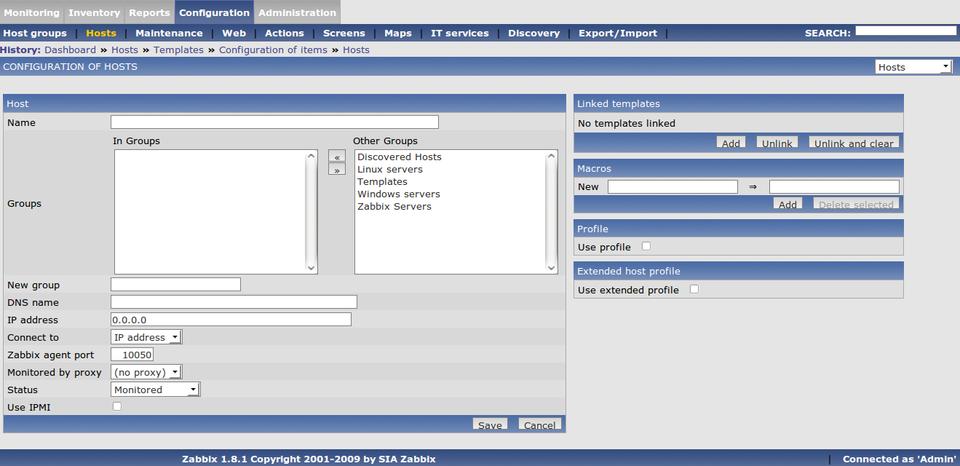 Monitoring Inventory Reports Configuration Administration
Host groups | Hosts | Maintenance | Web | Actions | Screens | Maps | IT services | Discovery | Export/Import | SEARCH:
History: Dashboard » Hosts » Templates » Configuration of items » Hosts
CONFIGURATION OF HOSTS Hosts
Host
Name
Groups
In Groups
«
»
Other Groups
Discovered Hosts
Linux servers
Templates
Windows servers
Zabbix Servers
New group
DNS name
IP address 0.0.0.0
Connect to IP address
Zabbix agent port 10050
Monitored by proxy (no proxy)
Status Monitored
Use IPMI
Save Cancel
Linked templates
No templates linked
Add Unlink Unlink and clear
Macros
New ⇒
Add Delete selected
Profile
Use profile
Extended host profile
Use extended profile
Zabbix 1.8.1 Copyright 2001-2009 by SIA Zabbix | Connected as 'Admin'